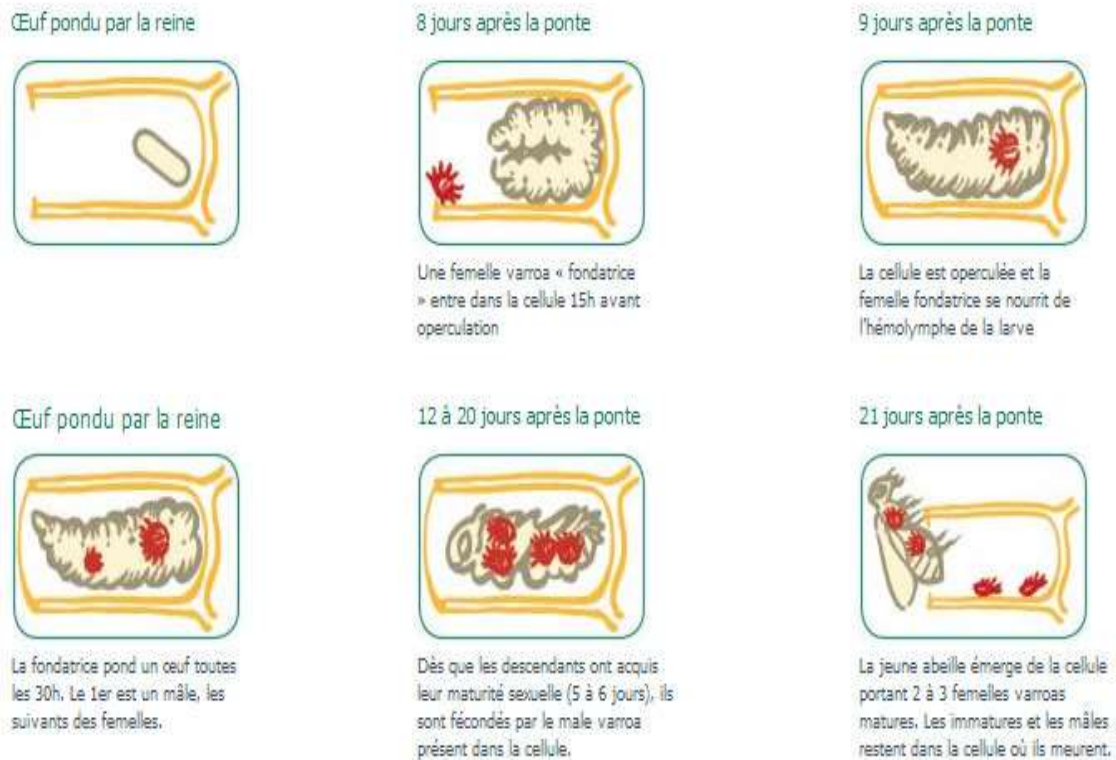 Œuf pondu par la reine
8 jours après la ponte
Une femelle varroa « fondatrice
» entre dans la cellule 15h avant
operculation
9 jours après la ponte
La cellule est operculée et la
femelle fondatrice se nourrit de
l'hémolymphe de la larve
Œuf pondu par la reine
La fondatrice pond un œuf toutes
les 30h. Le 1er est un mâle, les
suivants des femelles.
12 à 20 jours après la ponte
Dès que les descendants ont acquis
leur maturité sexuelle (5 à 6 jours), ils
sont fécondés par le male varroa
présent dans la cellule.
21 jours après la ponte
La jeune abeille émerge de la cellule
portant 2 à 3 femelles varroas
matures. Les immatures et les mâles
restent dans la cellule où ils meurent.